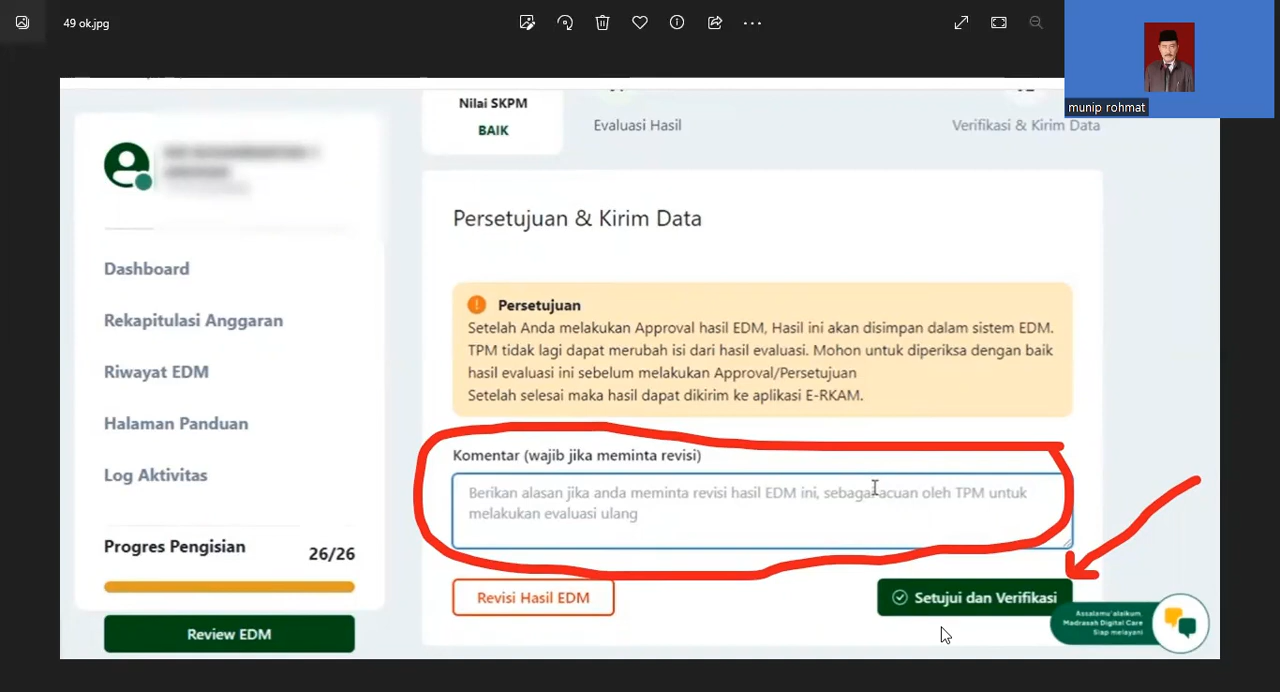 49 ok.jpg
munip rohmat
Nilai SKPM
BAIK
Evaluasi Hasil
Verifikasi & Kirim Data
Dashboard
Rekapitulasi Anggaran
Riwayat EDM
Halaman Panduan
Log Aktivitas
Progres Pengisian
26/26
Review EDM
Persetujuan & Kirim Data
Persetujuan
Setelah Anda melakukan Approval hasil EDM, Hasil ini akan disimpan dalam sistem EDM.
TPM tidak lagi dapat merubah isi dari hasil evaluasi. Mohon untuk diperiksa dengan baik
hasil evaluasi ini sebelum melakukan Approval/Persetujuan
Setelah selesai maka hasil dapat dikirim ke aplikasi E-RKAM.
Komentar (wajib jika meminta revisi)
Berikan alasan jika anda meminta revisi hasil EDM ini, sebagai acuan oleh TPM untuk
melakukan evaluasi ulang
Revisi Hasil EDM
Setujui dan Verifikasi
Assalamu'alaikum,
Madrasah Digital Care
Siap melayani